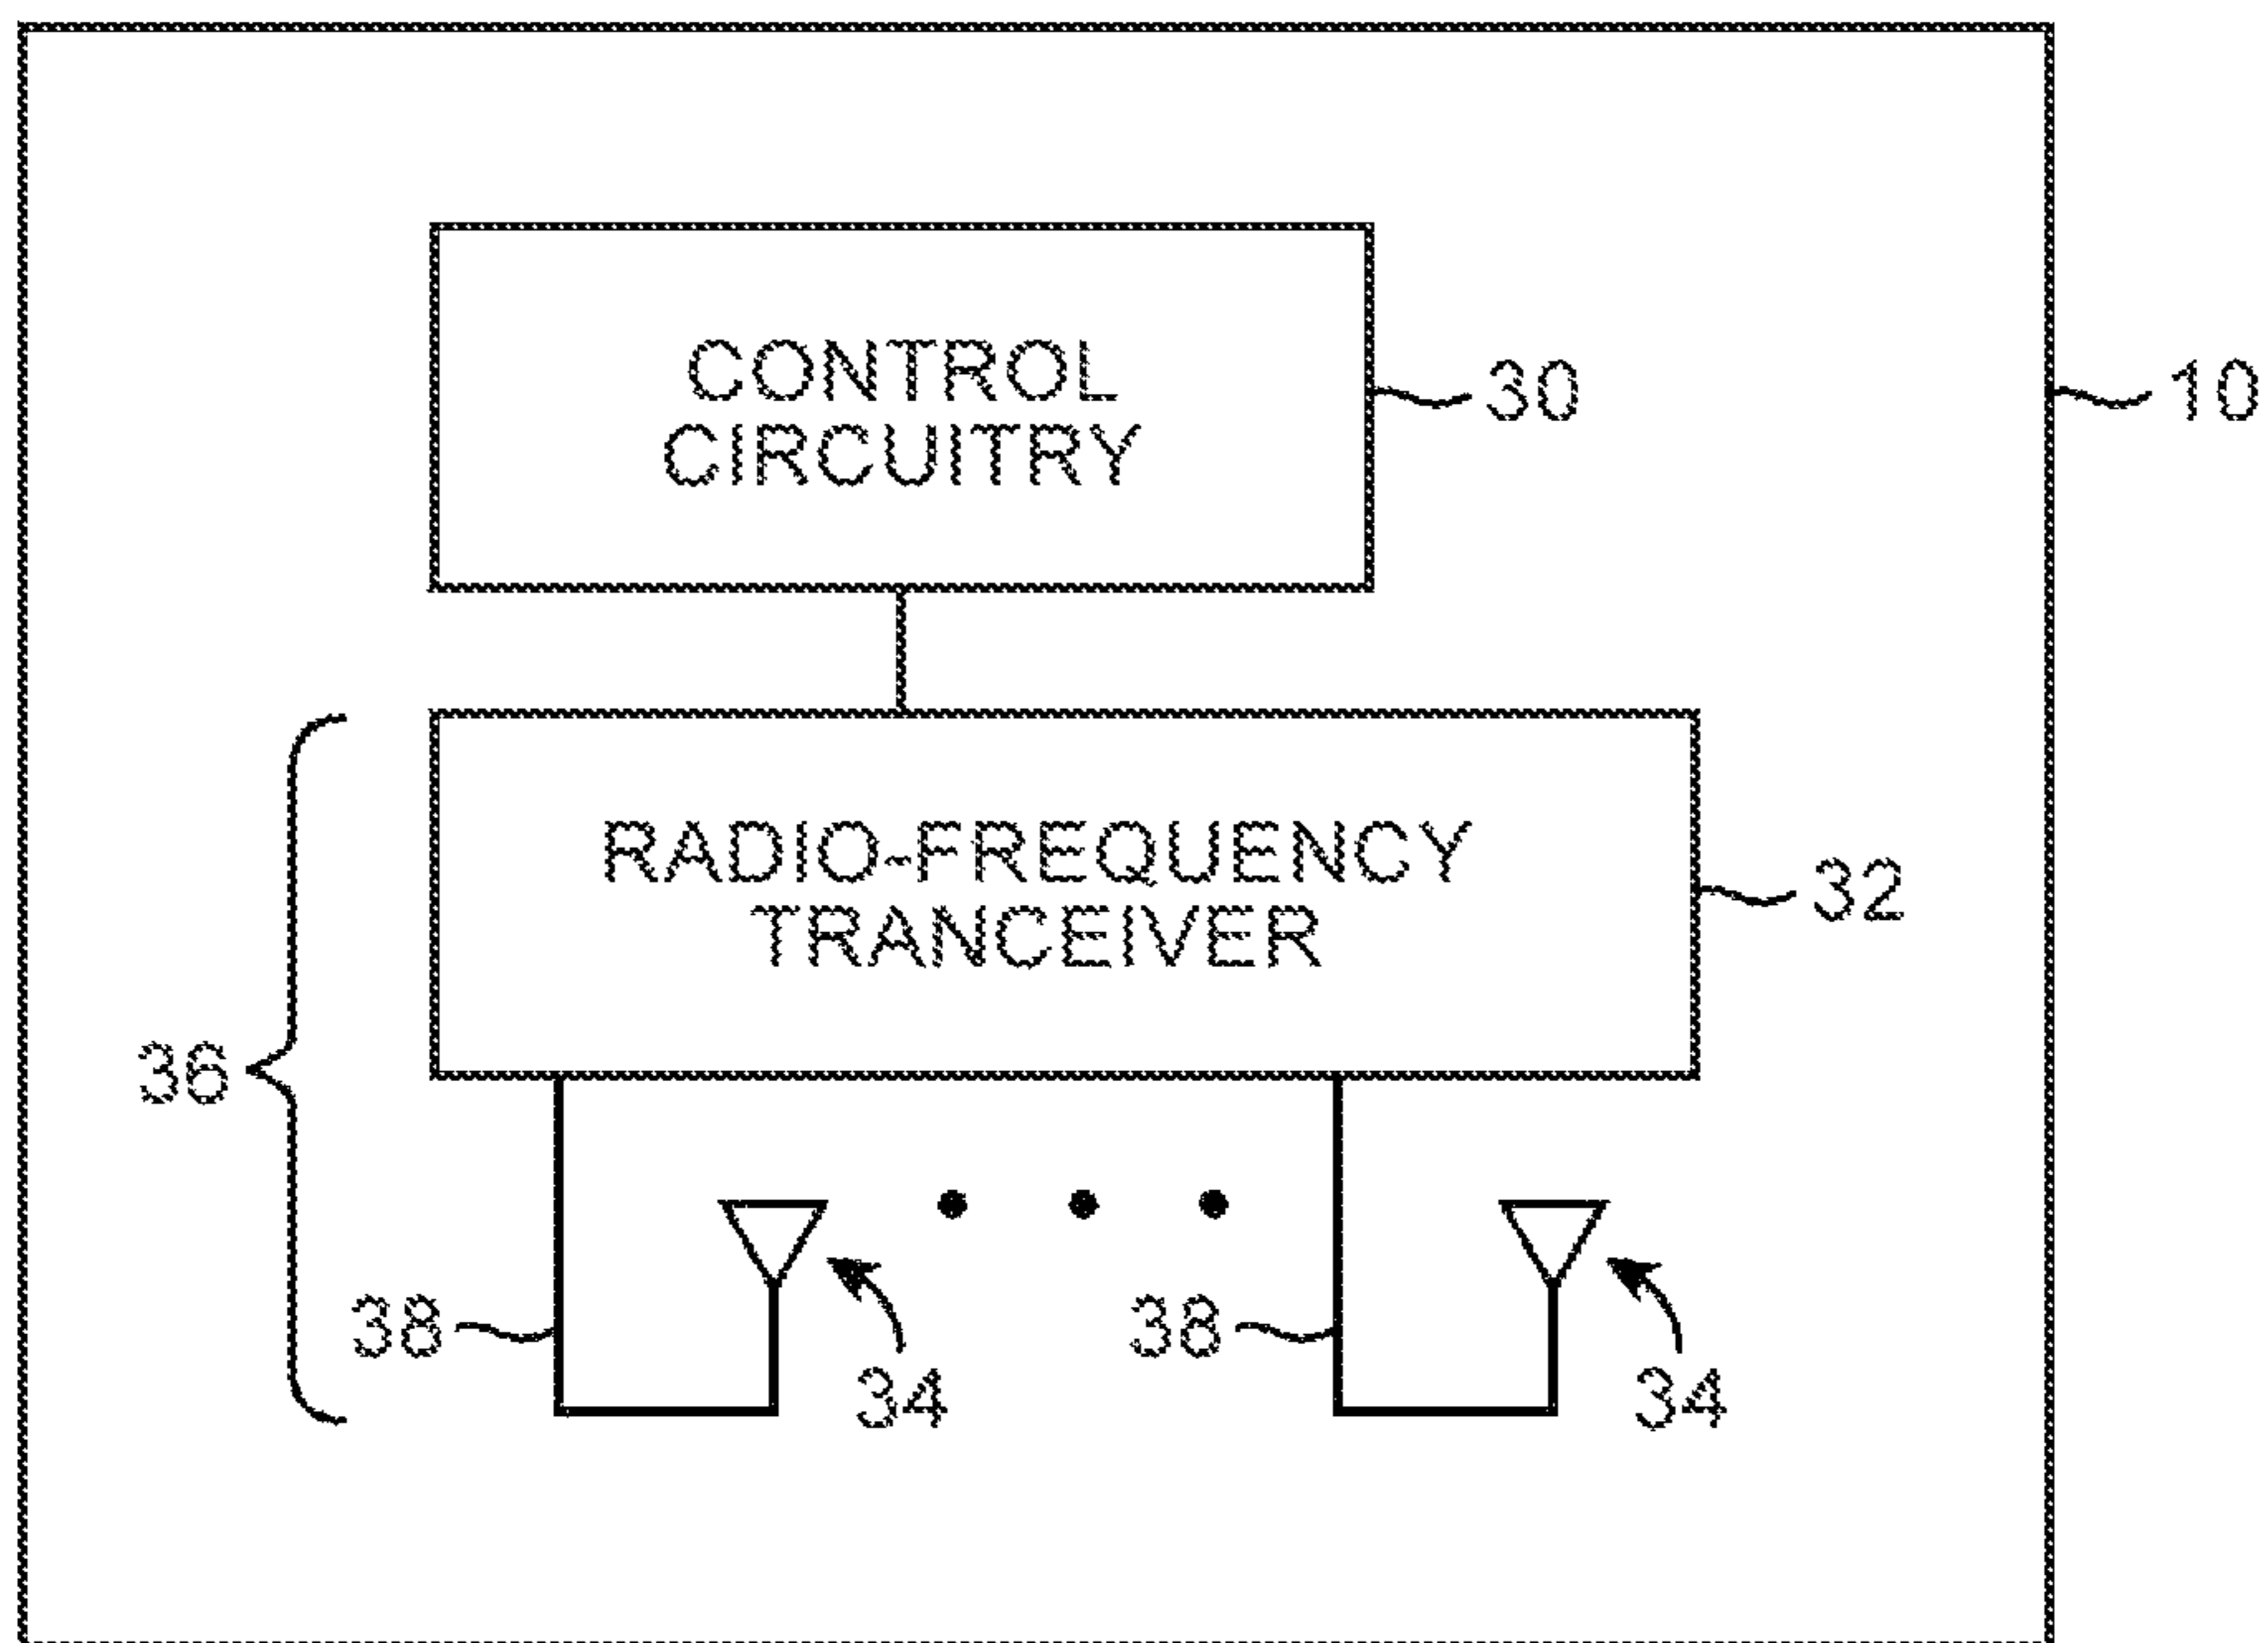 CONTROL
CIRCUITRY
30
10
RADIO-FREQUENCY
TRANCEIVER
32
36
38
34
38
34